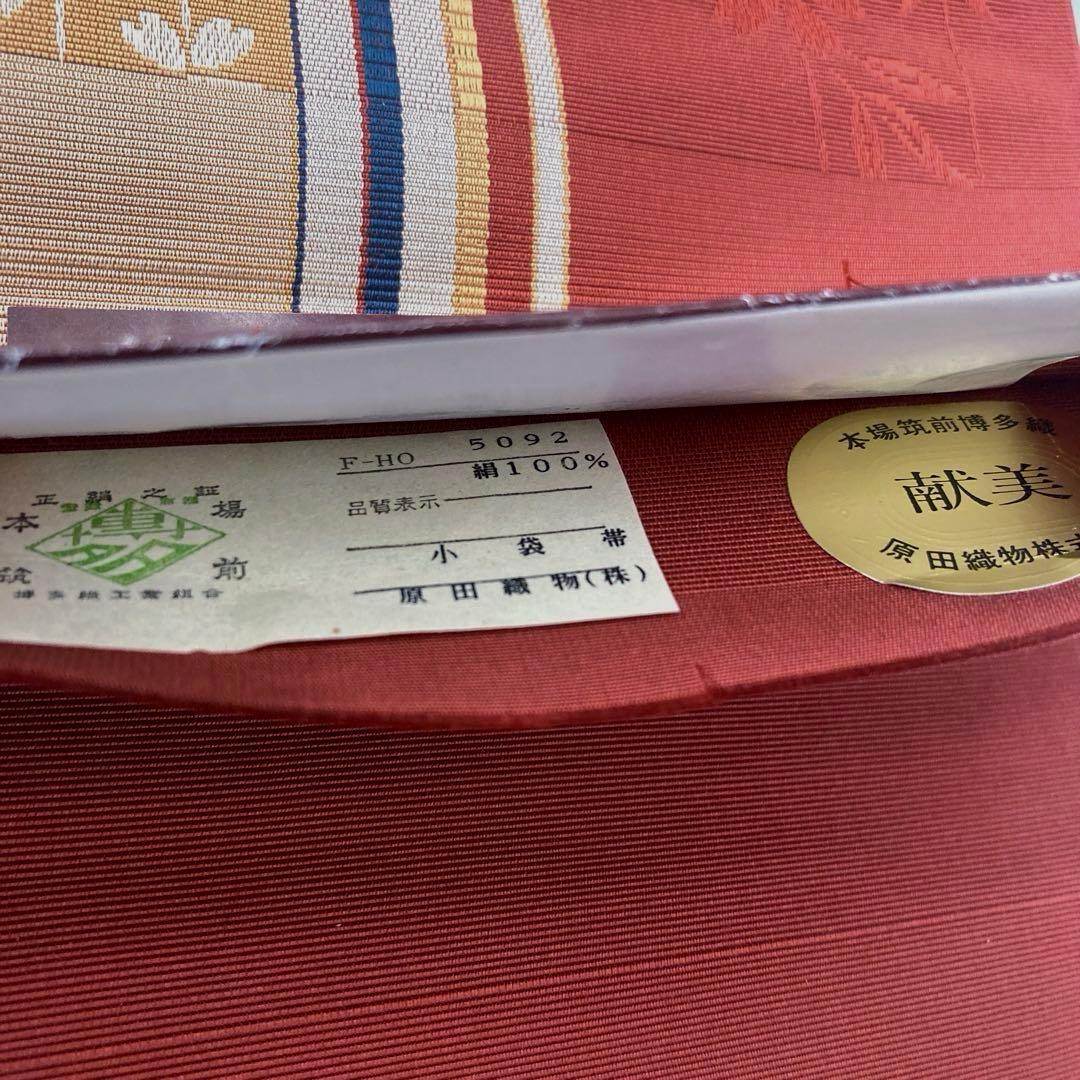 正絹之証
本場
筑前
博多
博多織工業組合
F-HO 5092
絹100%
品質表示
小袋帯
原田織物(株)
本場筑前博多織
献美
原田織物株